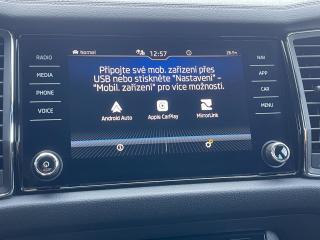 Normal
12:57
RADIO
MEDIA
PHONE
VOICE
Připojte své mob. zařízení přes
USB nebo stiskněte "Nastavení" -
"Mobil. zařízení" pro více možností.
Android Auto
Apple CarPlay
MirrorLink
NAV
APP
CAR
MENU